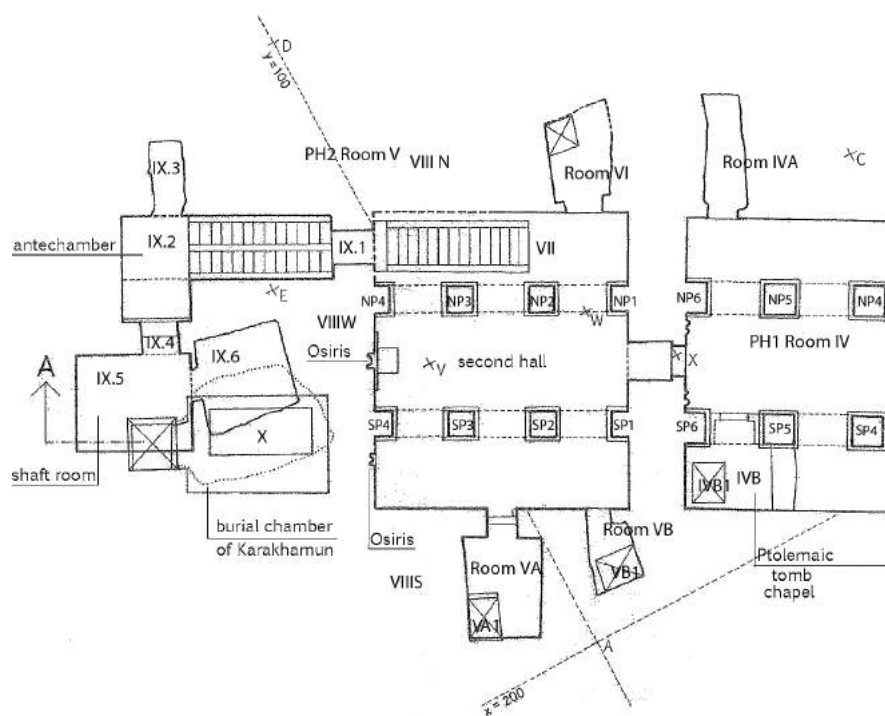 D
y=100
PH2 Room V
VIII N
Room VI
Room IVA
C
IX.3
antechamber
IX.2
IX.1
VII
E
NP4
NP3
NP2
NP1
NP6
NP5
NP4
W
VIIIW
IX.4
IX.6
Osiris
V
second hall
X
PH1 Room IV
A
IX.5
X
SP4
SP3
SP2
SP1
SP6
SP5
SP4
shaft room
IVB1
IVB
burial chamber
of Karakhamun
Osiris
Room VB
VB1
Ptolemaic
tomb
chapel
VIIIS
Room VA
VA1
A
x = 200